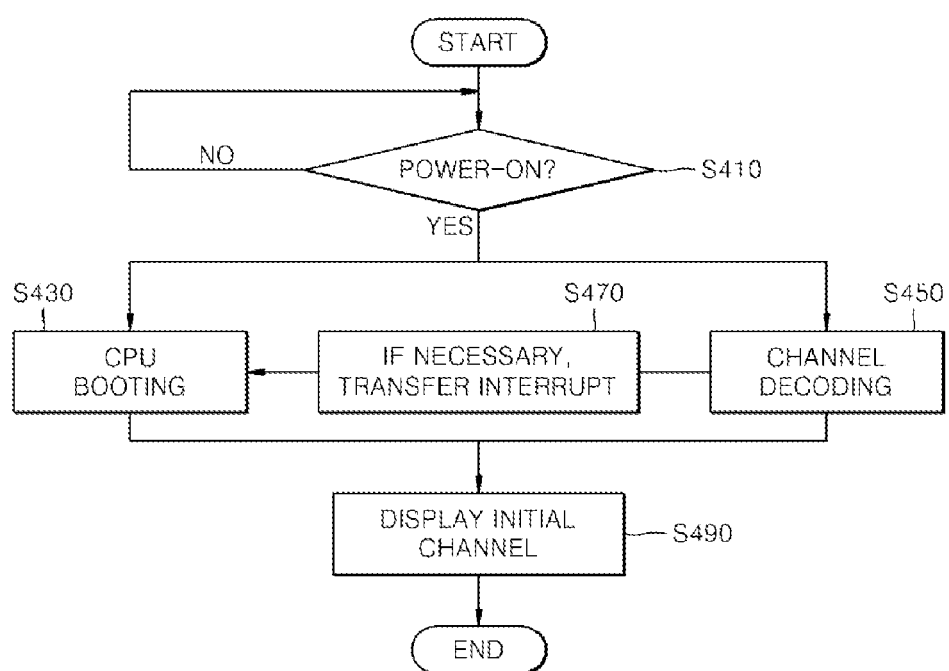 START
NO
POWER-ON?
S410
YES
S430
S470
S450
CPU
BOOTING
IF NECESSARY,
TRANSFER INTERRUPT
CHANNEL
DECODING
DISPLAY INITIAL
CHANNEL
S490
END